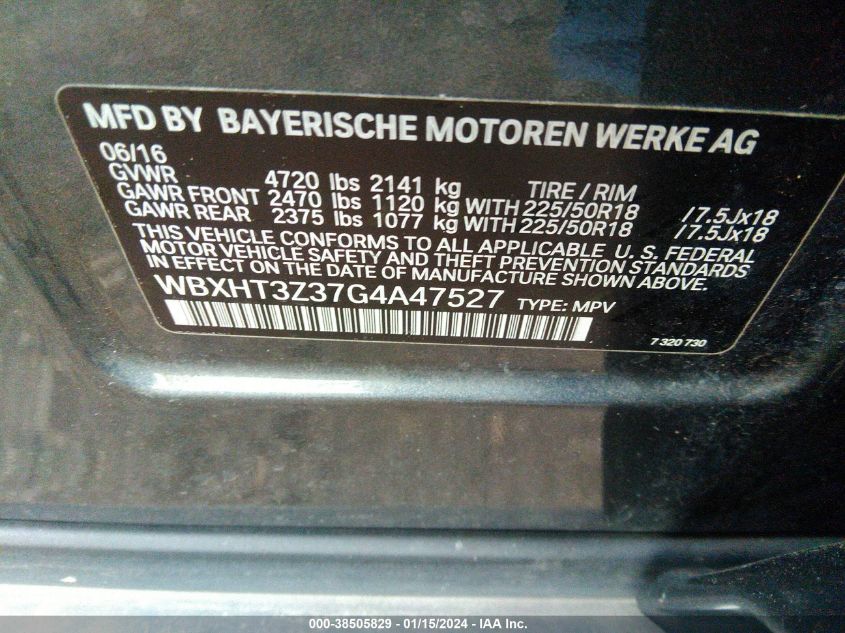 MFD BY BAYERISCHE MOTOREN WERKE AG
06/16
GVWR 4720 lbs 2141 kg TIRE / RIM
GAWR FRONT 2470 lbs 1120 kg WITH 225/50R18 / 7.5Jx18
GAWR REAR 2375 lbs 1077 kg WITH 225/50R18 / 7.5Jx18
THIS VEHICLE CONFORMS TO ALL APPLICABLE U. S. FEDERAL
MOTOR VEHICLE SAFETY AND THEFT PREVENTION STANDARDS
IN EFFECT ON THE DATE OF MANUFACTURE SHOWN ABOVE.
WBXHT3Z37G4A47527 TYPE: MPV
7 320 730
000-38505829 - 01/15/2024 - IAA Inc.